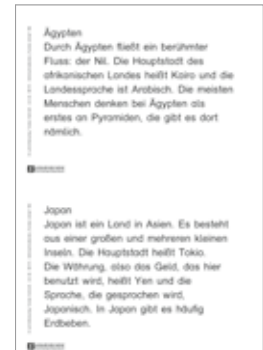 Ägypten
Durch Ägypten fließt ein berühmter
Fluss: der Nil. Die Hauptstadt des
afrikanischen Landes heißt Kairo und die
Landessprache ist Arabisch. Die meisten
Menschen denken bei Ägypten als
erstes an Pyramiden, die gibt es dort
nämlich.
Japan
Japan ist ein Land in Asien. Es besteht
aus einer großen und mehreren kleinen
Inseln. Die Hauptstadt heißt Tokio.
Die Währung, also das Geld, das hier
benutzt wird, heißt Yen und die
Sprache, die gesprochen wird,
Japanisch. In Japan gibt es häufig
Erdbeben.